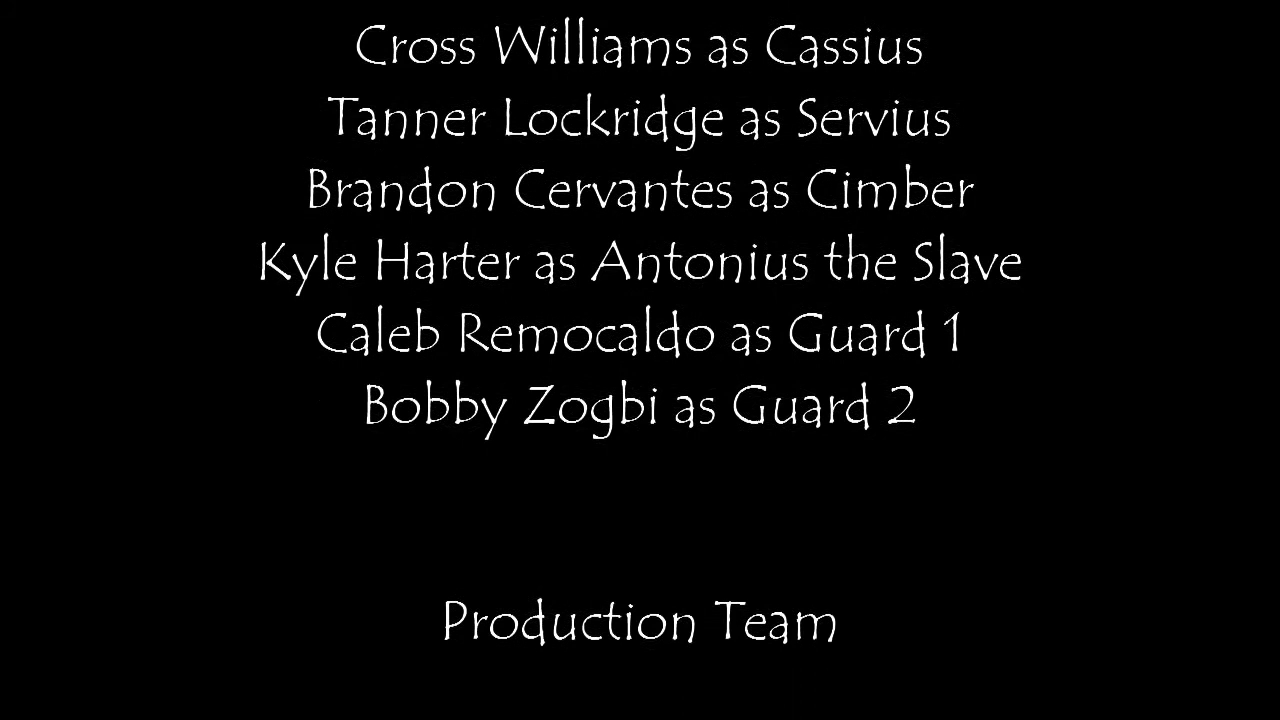 Cross Williams as Cassius
Tanner Lockridge as Servius
Brandon Cervantes as Cimber
Kyle Harter as Antonius the Slave
Caleb Remocaldo as Guard 1
Bobby Zogbi as Guard 2
Production Team